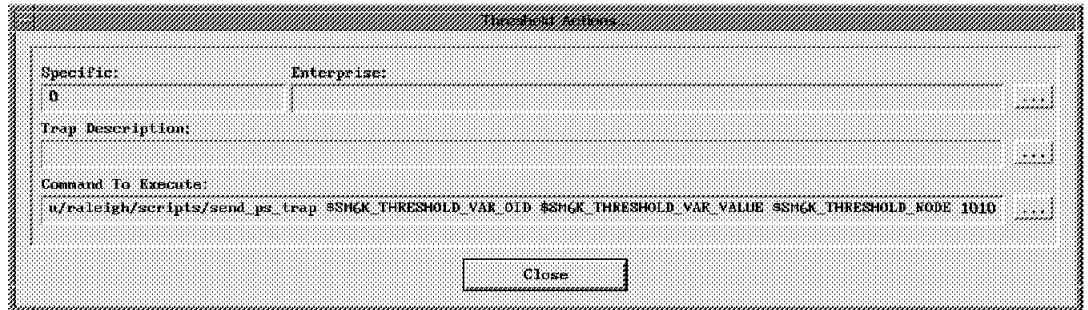 Threshold Actions...
Specific:
Enterprise:
0
...
Trap Description:
...
Command To Execute:
u/raleigh/scripts/send_ps_trap $SM6K_THRESHOLD_VAR_OID $SM6K_THRESHOLD_VAR_VALUE $SM6K_THRESHOLD_NODE 1010
...
Close